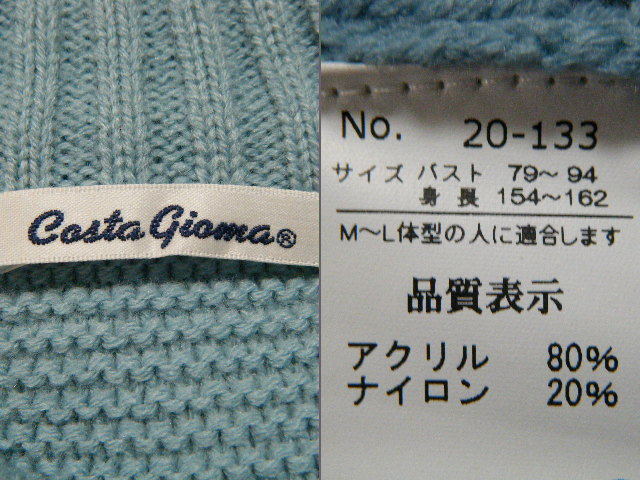 Costa Gioma®
No. 20-133
サイズ バスト 79～94
身長 154～162
M～L体型の人に適合します
品質表示
アクリル 80%
ナイロン 20%